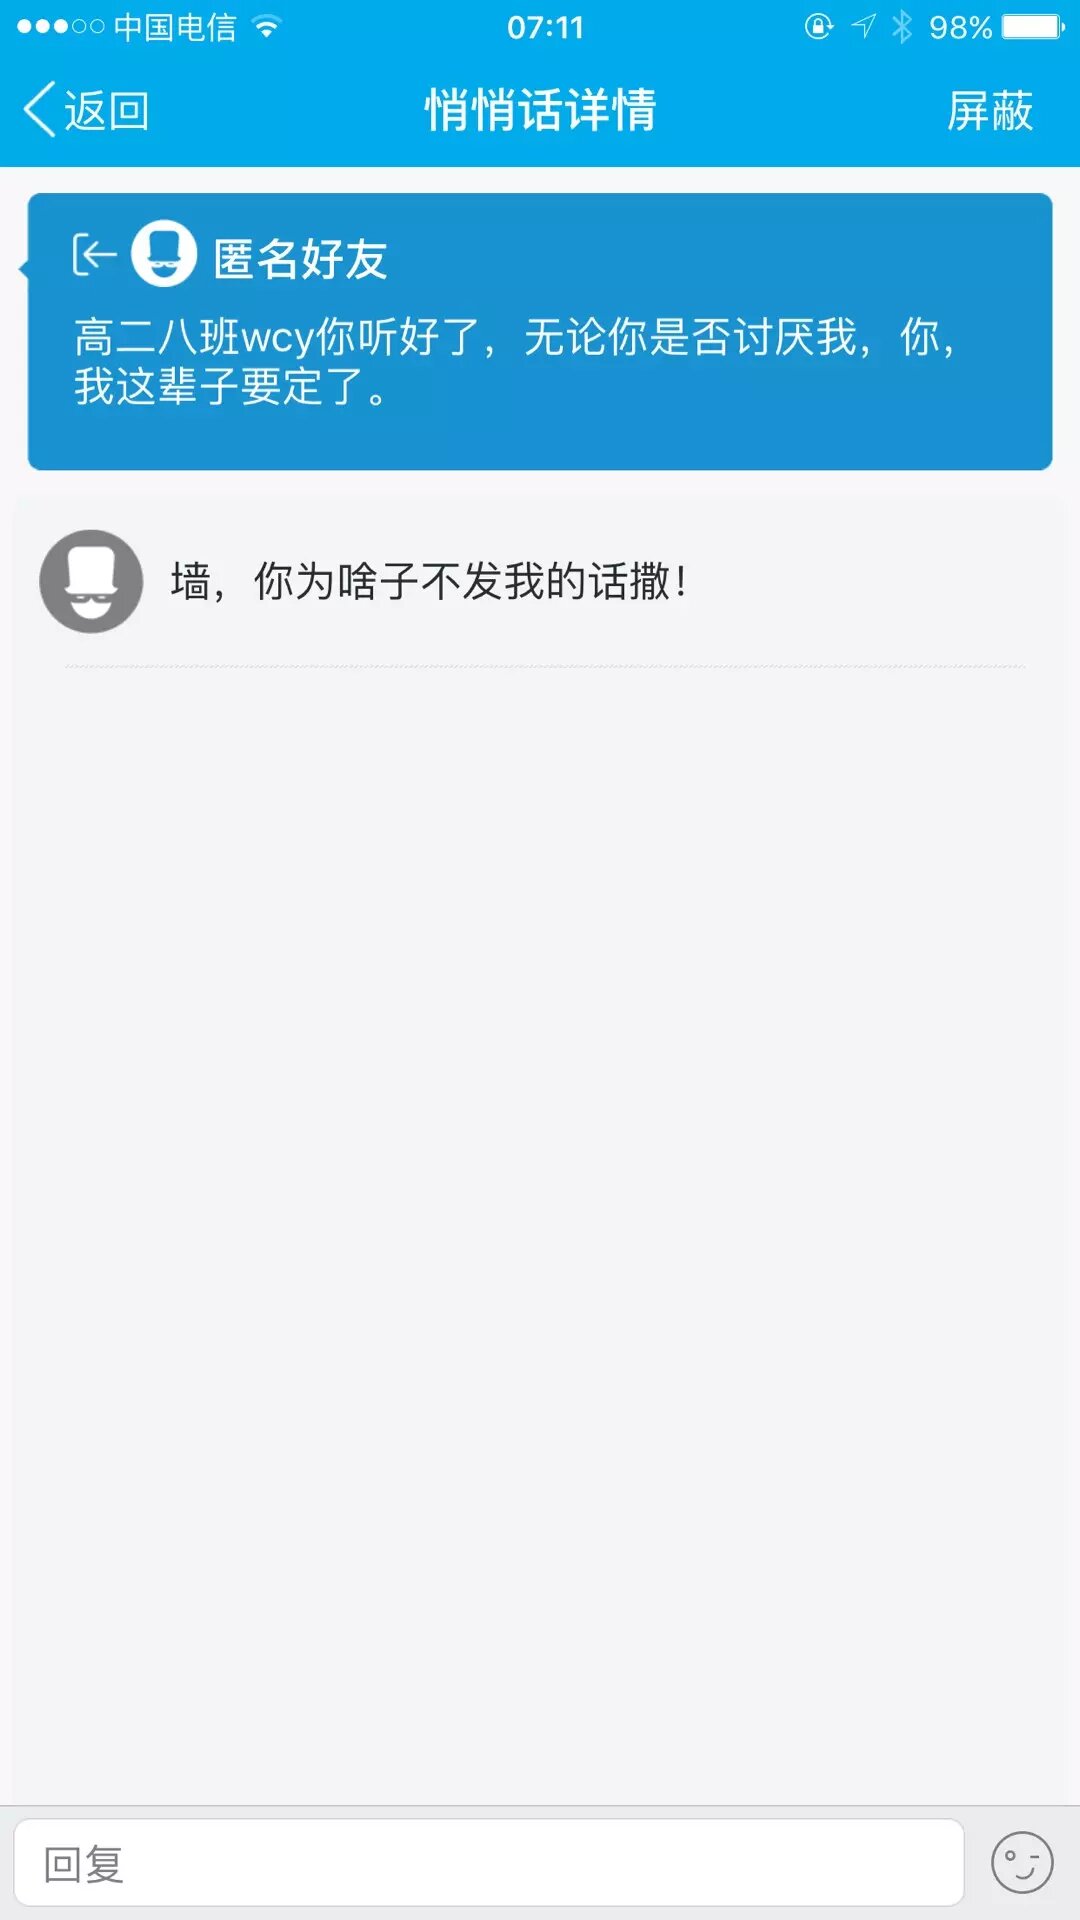 中国电信 07:11 98%
返回 悄悄话详情 屏蔽
匿名好友
高二八班wcy你听好了，无论你是否讨厌我，你，
我这辈子要定了。
墙，你为啥子不发我的话撒！
回复